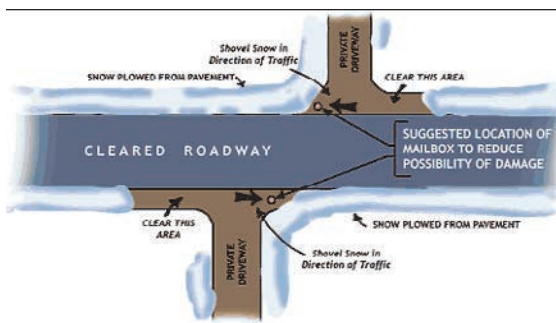 Shovel Snow in
Direction of Traffic
PRIVATE
DRIVEWAY
SNOW PLOWED FROM PAVEMENT
CLEAR THIS AREA
CLEARED ROADWAY
SUGGESTED LOCATION OF
MAILBOX TO REDUCE
POSSIBILITY OF DAMAGE
CLEAR THIS
AREA
SNOW PLOWED FROM PAVEMENT
PRIVATE
DRIVEWAY
Shovel Snow in
Direction of Traffic